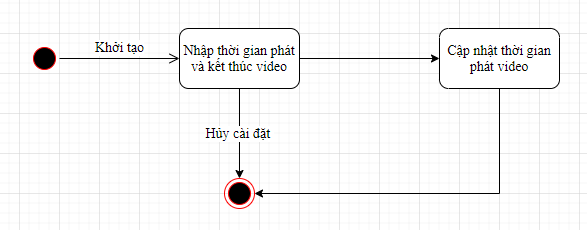 Khởi tạo
Nhập thời gian phát
và kết thúc video
Cập nhật thời gian
phát video
Hủy cài đặt